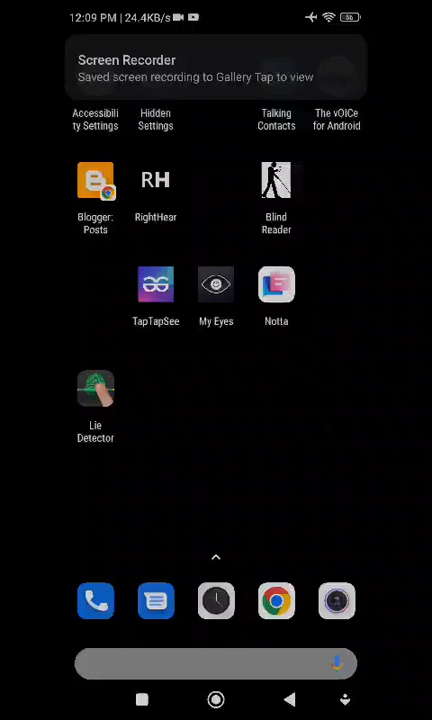 12:09 PM | 24.4KB/s
56
Screen Recorder
Saved screen recording to Gallery Tap to view
Accessibili
ty Settings
Hidden
Settings
Talking
Contacts
The vOICe
for Android
Blogger:
Posts
RH
RightHear
Blind
Reader
TapTapSee
My Eyes
Notta
Lie
Detector